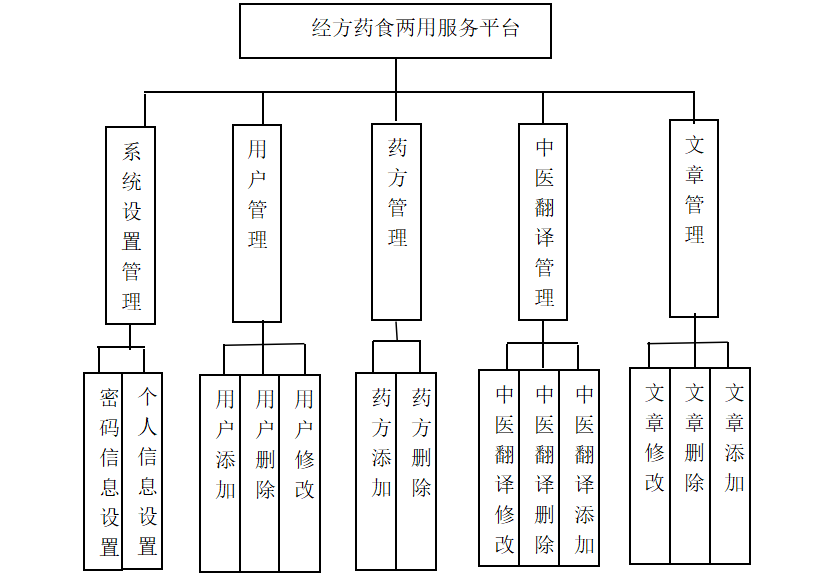 经方药食两用服务平台
系统设置管理
用户管理
药方管理
中医翻译管理
文章管理
密码信息设置
个人信息设置
用户添加
用户删除
用户修改
药方添加
药方删除
中医翻译修改
中医翻译删除
中医翻译添加
文章修改
文章删除
文章添加